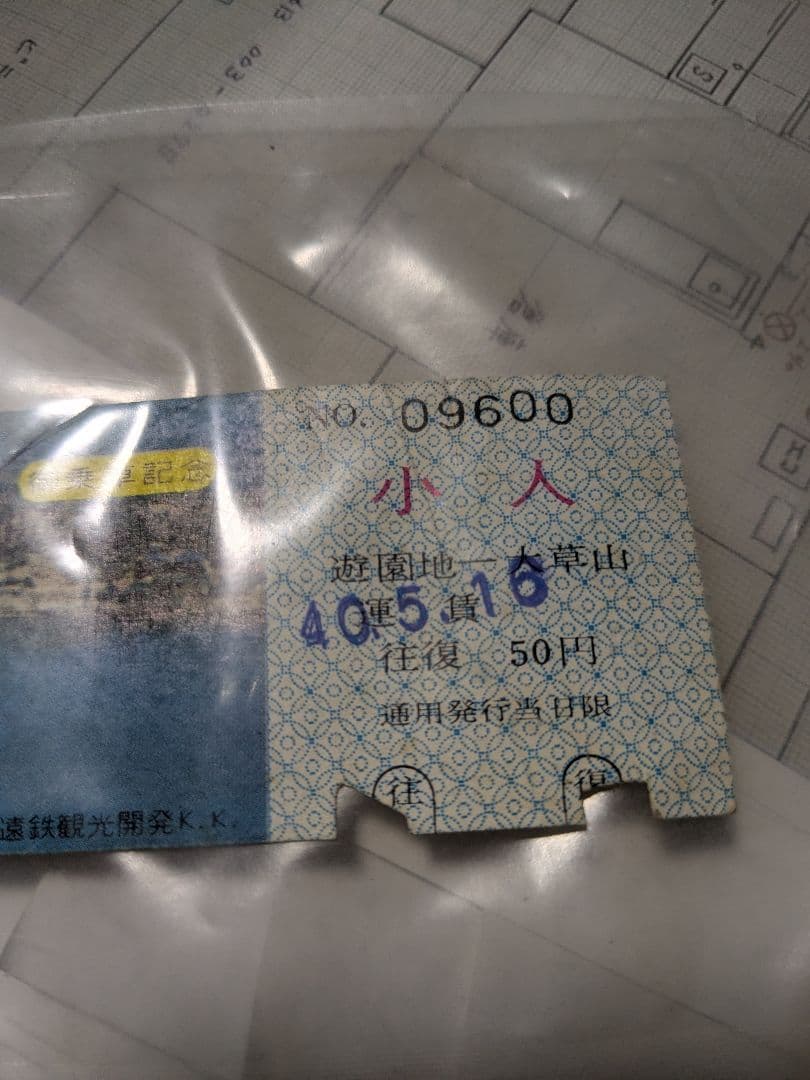 NO. 09600
小人
遊園地―大草山
運賃
40.5.16
往復 50円
通用発行当日限
往 復
乗車記念
遠鉄観光開発K.K.